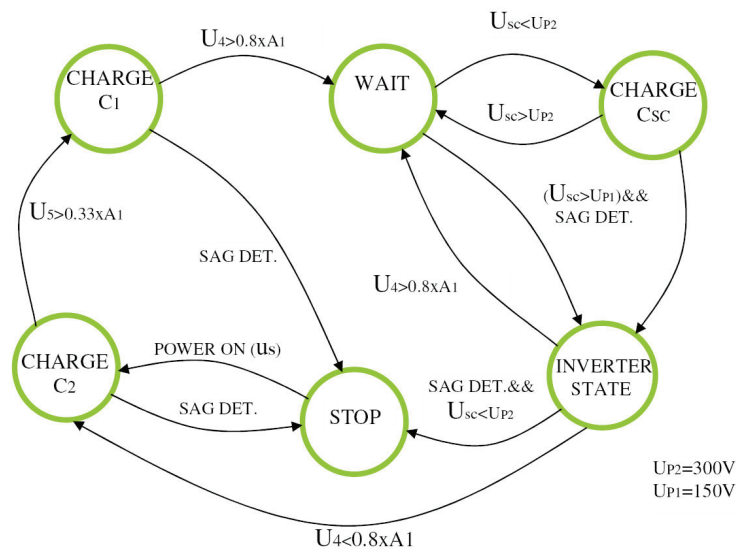 Usc<UP2
U4>0.8xA1
CHARGE
C1
WAIT
CHARGE
CSC
Usc>UP2
(Usc>UP1)&&
SAG DET.
U5>0.33xA1
SAG DET.
U4>0.8xA1
POWER ON (us)
CHARGE
C2
INVERTER
STATE
SAG DET.&&
Usc<UP2
SAG DET.
STOP
UP2=300V
UP1=150V
U4<0.8xA1